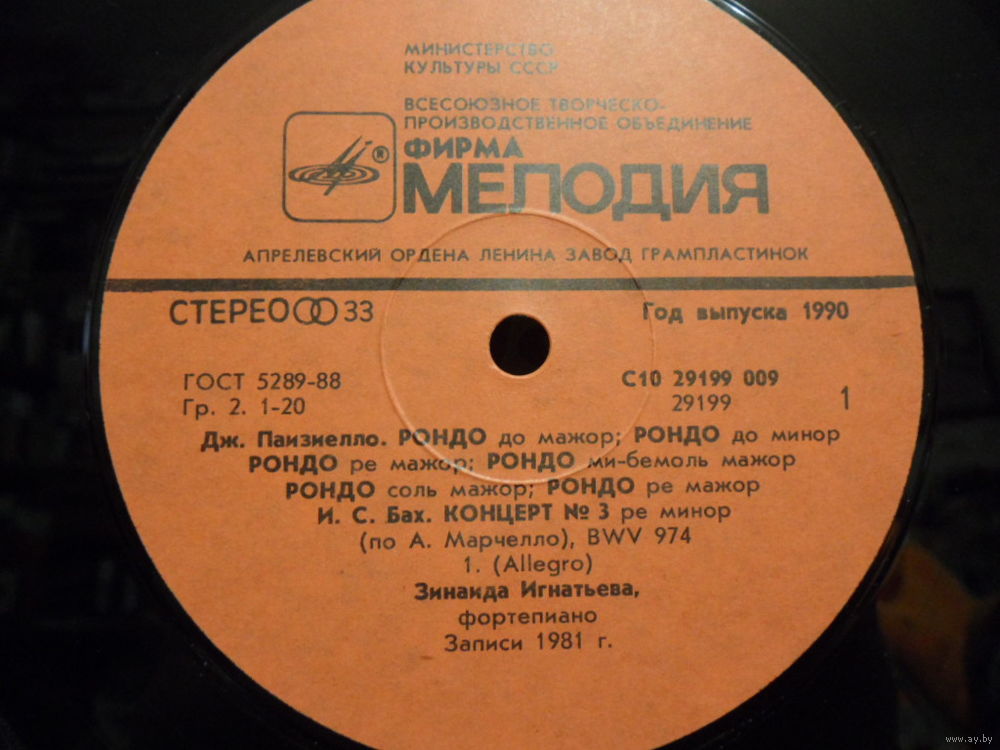 МИНИСТЕРСТВО
КУЛЬТУРЫ СССР
ВСЕСОЮЗНОЕ ТВОРЧЕСКО-
ПРОИЗВОДСТВЕННОЕ ОБЪЕДИНЕНИЕ
®
ФИРМА
МЕЛОДИЯ
АПРЕЛЕВСКИЙ ОРДЕНА ЛЕНИНА ЗАВОД ГРАМПЛАСТИНОК
СТЕРЕО 33 Год выпуска 1990
ГОСТ 5289-88 С10 29199 009
Гр. 2. 1-20 29199 1
Дж. Паизиелло. РОНДО до мажор; РОНДО до минор
РОНДО ре мажор; РОНДО ми-бемоль мажор
РОНДО соль мажор; РОНДО ре мажор
И. С. Бах. КОНЦЕРТ № 3 ре минор
(по А. Марчелло), BWV 974
1. (Allegro)
Зинаида Игнатьева,
фортепиано
Записи 1981 г.
www.ay.by